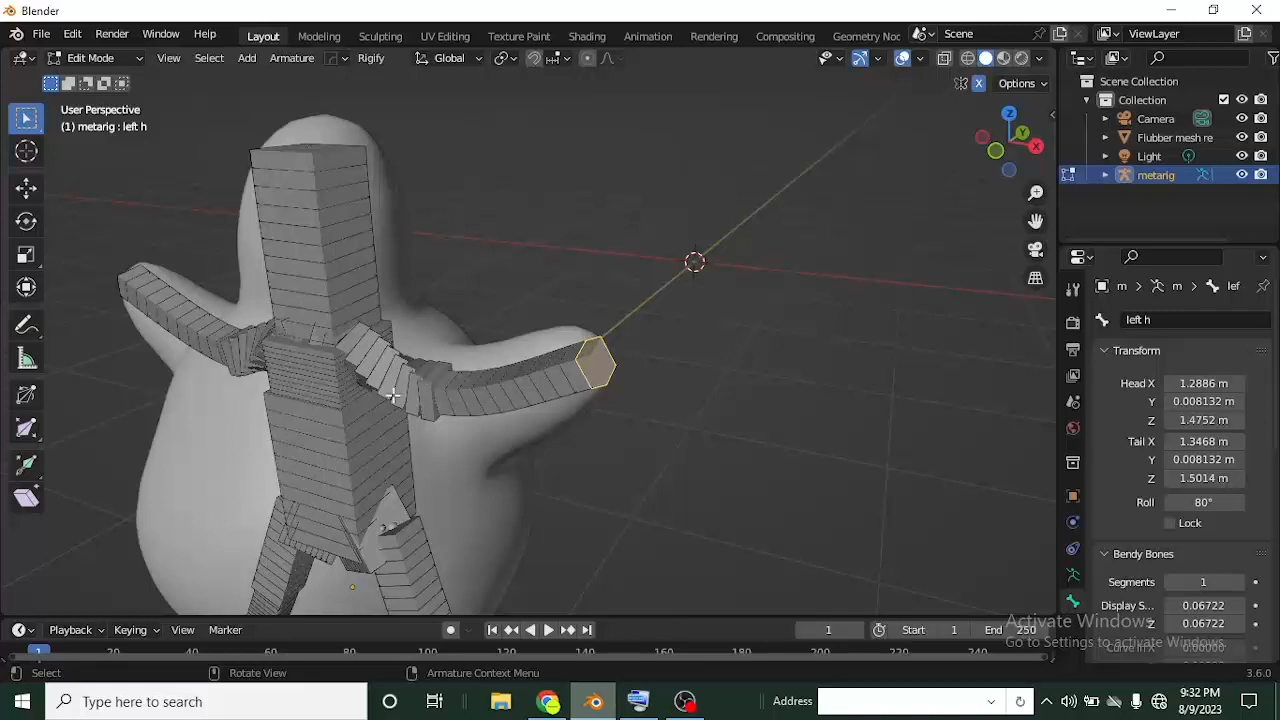 Blender
File Edit Render Window Help Layout Modeling Sculpting UV Editing Texture Paint Shading Animation Rendering Compositing Geometry Noc Scene ViewLayer
Edit Mode View Select Add Armature Rigify Global
X Options
User Perspective
(1) metarig : left h
Z Y X
Scene Collection
Collection
Camera
Flubber mesh re
Light
metarig
m m lef
left h
Transform
Head X 1.2886 m
Y 0.008132 m
Z 1.4752 m
Tail X 1.3468 m
Y 0.008132 m
Z 1.5014 m
Roll 80°
Lock
Bendy Bones
Segments 1
Display S... 0.06722
Z 0.06722
Activate Windows
Go to Settings to activate Windows.
Playback Keying View Marker 1 Start 1 End 250
1 20 60 80 100 120 140 160 180 200 220 240
Select Rotate View Armature Context Menu 3.6.0
Type here to search Address 9:32 PM
8/9/2023